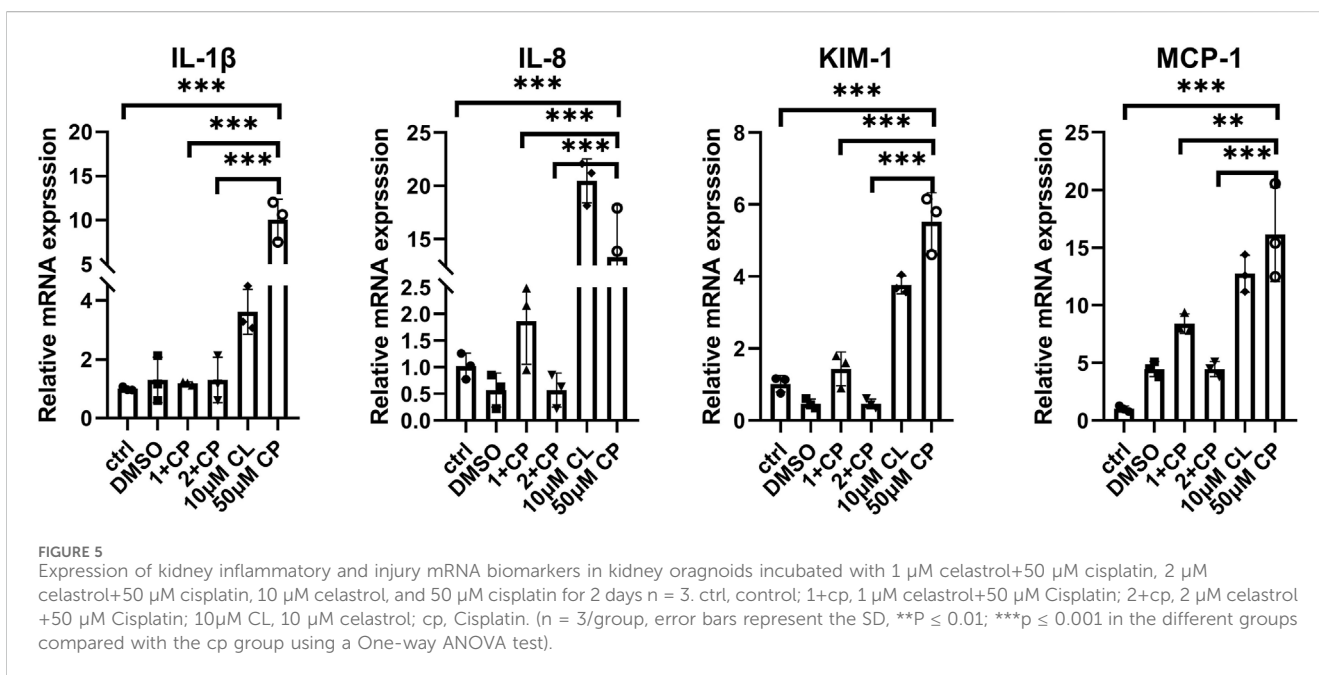 IL-1β
***
***
***
Relative mRNA exprsssion
20
15
10
5
4
2
0
ctrl
DMSO
1+CP
2+CP
10μM CL
50μM CP
IL-8
***
***
***
Relative mRNA exprsssion
25
20
15
2.5
2.0
1.5
1.0
0.5
0.0
ctrl
DMSO
1+CP
2+CP
10μM CL
50μM CP
KIM-1
***
***
***
Relative mRNA exprsssion
8
6
4
2
0
ctrl
DMSO
1+CP
2+CP
10μM CL
50μM CP
MCP-1
***
**
***
Relative mRNA exprsssion
25
20
15
10
5
0
ctrl
DMSO
1+CP
2+CP
10μM CL
50μM CP
FIGURE 5
Expression of kidney inflammatory and injury mRNA biomarkers in kidney oragnoids incubated with 1 μM celastrol+50 μM cisplatin, 2 μM
celastrol+50 μM cisplatin, 10 μM celastrol, and 50 μM cisplatin for 2 days n = 3. ctrl, control; 1+cp, 1 μM celastrol+50 μM Cisplatin; 2+cp, 2 μM celastrol
+50 μM Cisplatin; 10μM CL, 10 μM celastrol; cp, Cisplatin. (n = 3/group, error bars represent the SD, **P ≤ 0.01; ***p ≤ 0.001 in the different groups
compared with the cp group using a One-way ANOVA test).